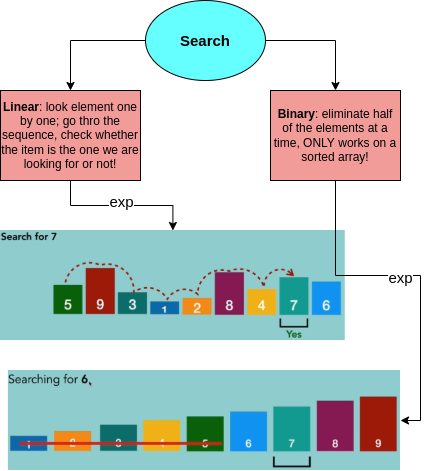 Search
Linear: look element one
by one; go thro the
sequence, check whether
the item is the one we are
looking for or not!
Binary: eliminate half
of the elements at a
time, ONLY works on a
sorted array!
exp
exp
Search for 7
5 9 3 1 2 8 4 7 6
Yes
Searching for 6、
1 2 3 4 5 6 7 8 9